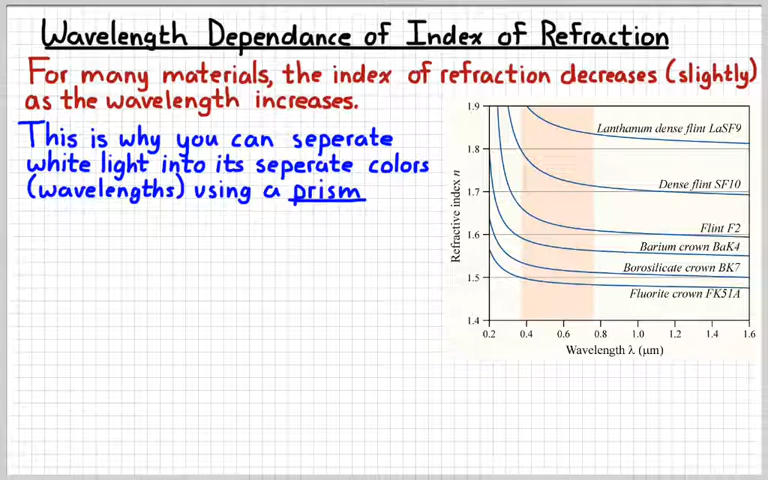 Wavelength Dependance of Index of Refraction
For many materials, the index of refraction decreases (slightly)
as the wavelength increases.
This is why you can seperate
white light into its seperate colors
(wavelengths) using a prism
1.9
1.8
1.7
1.6
1.5
1.4
Refractive index n
Lanthanum dense flint LaSF9
Dense flint SF10
Flint F2
Barium crown BaK4
Borosilicate crown BK7
Fluorite crown FK51A
0.2 0.4 0.6 0.8 1.0 1.2 1.4 1.6
Wavelength λ (μm)